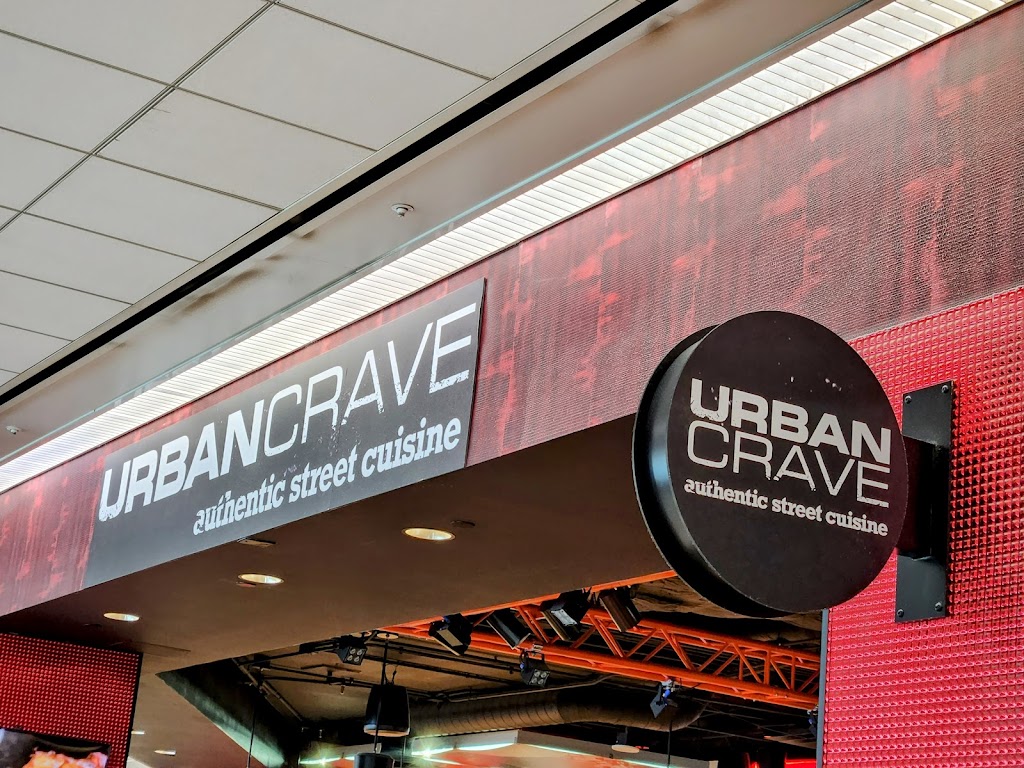 URBANCRAVE
authentic street cuisine
URBAN
CRAVE
authentic street cuisine